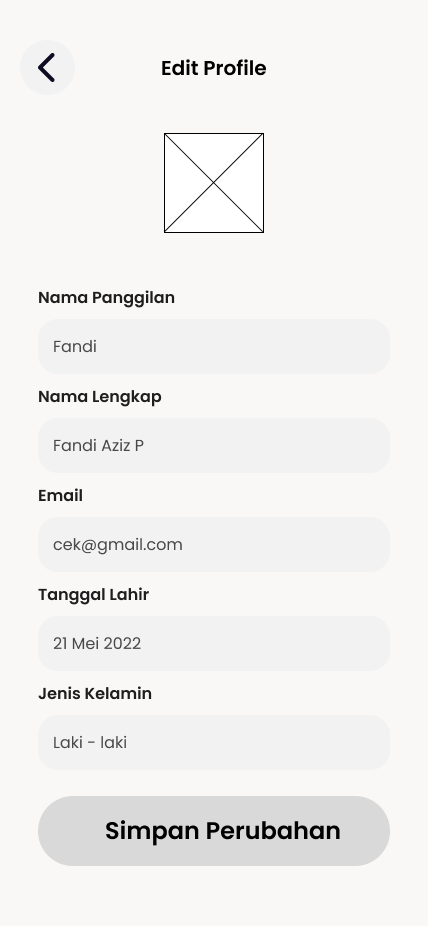 Edit Profile
Nama Panggilan
Fandi
Nama Lengkap
Fandi Aziz P
Email
cek@gmail.com
Tanggal Lahir
21 Mei 2022
Jenis Kelamin
Laki - laki
Simpan Perubahan